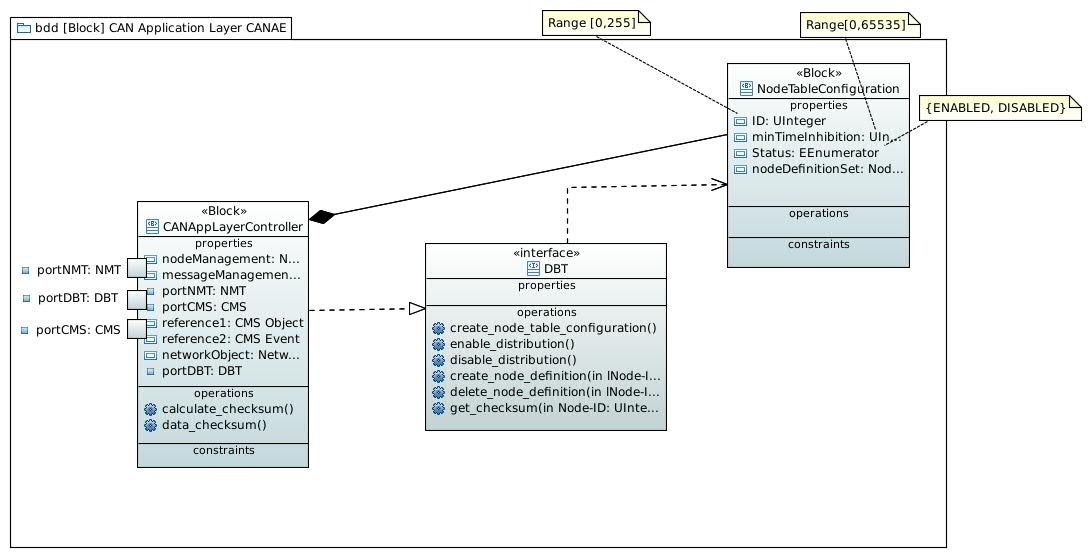 bdd [Block] CAN Application Layer CANAE
Range [0,255]
Range[0,65535]
{ENABLED, DISABLED}
«Block»
NodeTableConfiguration
properties
ID: UInteger
minTimeInhibition: UIn...
Status: EEnumerator
nodeDefinitionSet: Nod...
operations
constraints
«Block»
CANAppLayerController
properties
nodeManagement: N...
messageManagemen...
portNMT: NMT
portCMS: CMS
reference1: CMS Object
reference2: CMS Event
networkObject: Netw...
portDBT: DBT
operations
calculate_checksum()
data_checksum()
constraints
portNMT: NMT
portDBT: DBT
portCMS: CMS
«interface»
DBT
properties
operations
create_node_table_configuration()
enable_distribution()
disable_distribution()
create_node_definition(in lNode-I...
delete_node_definition(in lNode-I...
get_checksum(in Node-ID: UInte...